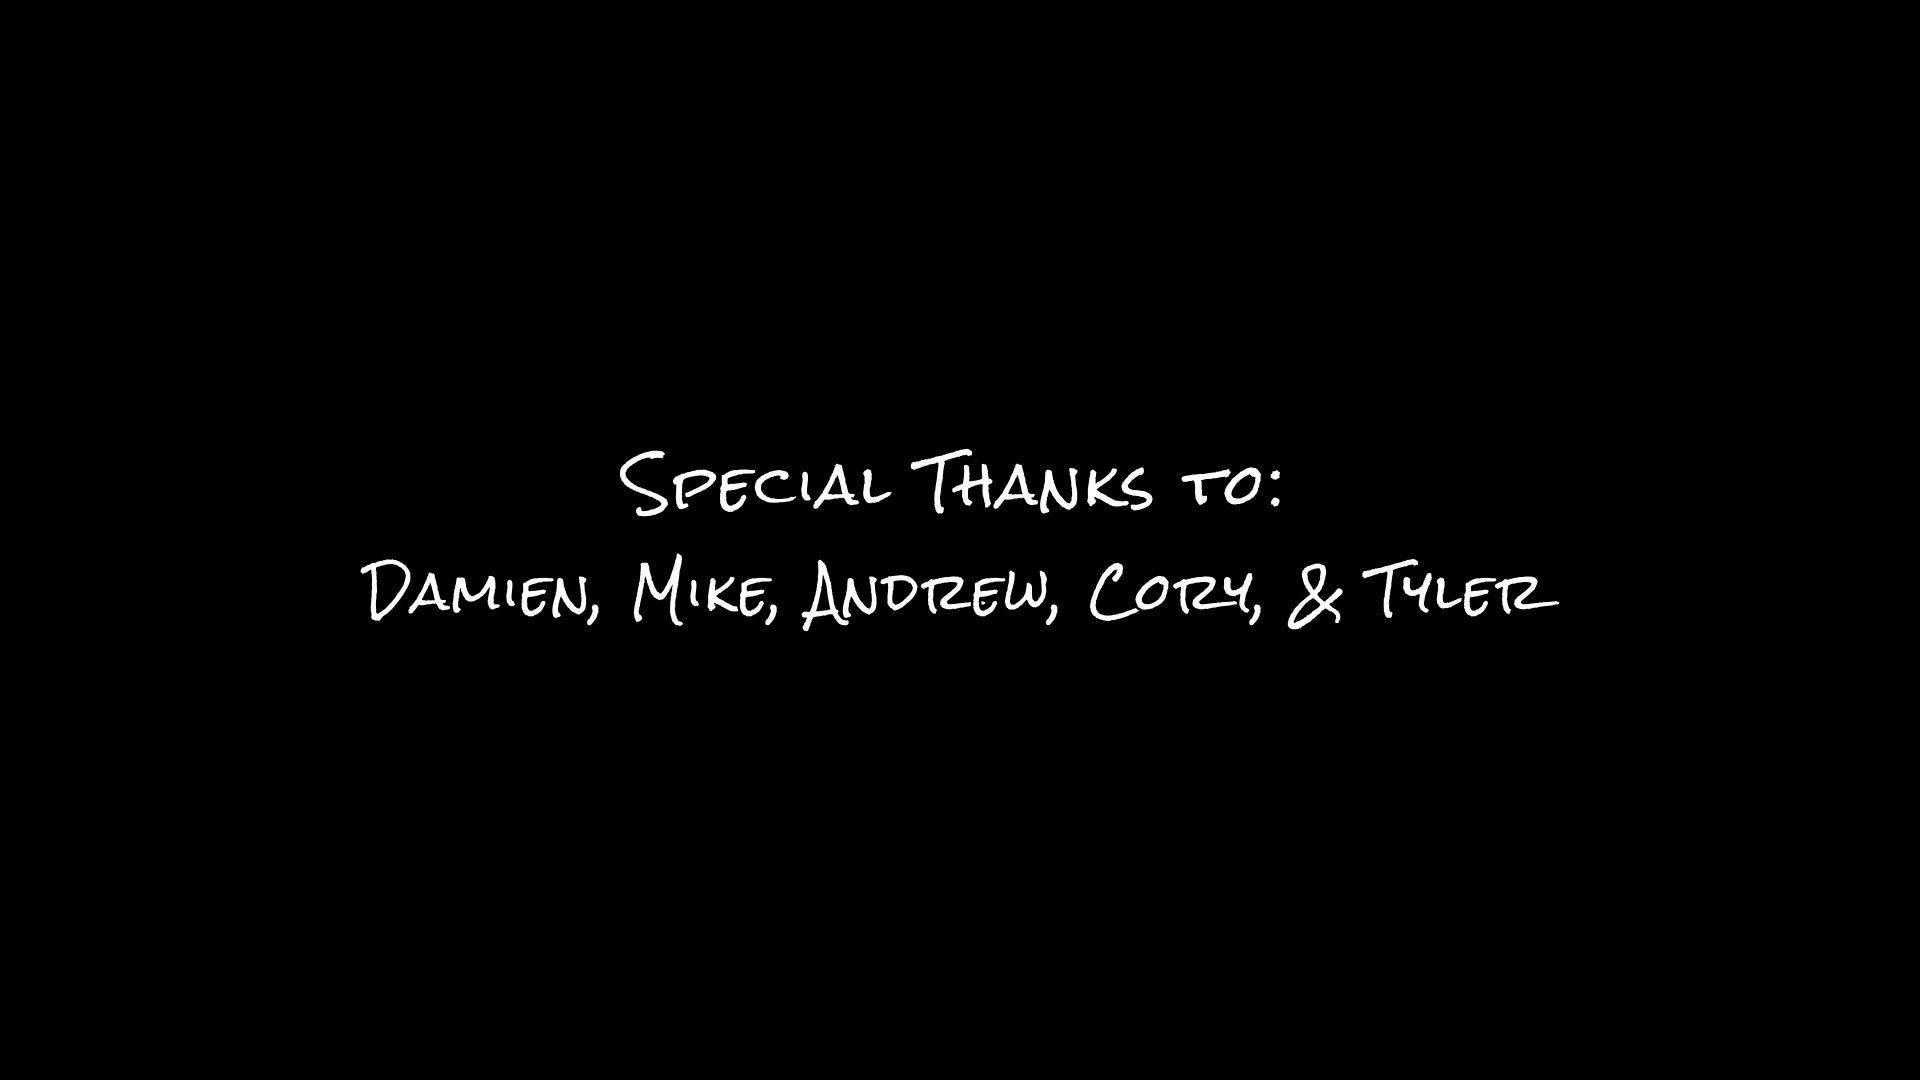 Special Thanks to:
Damien, Mike, Andrew, Cory, & Tyler